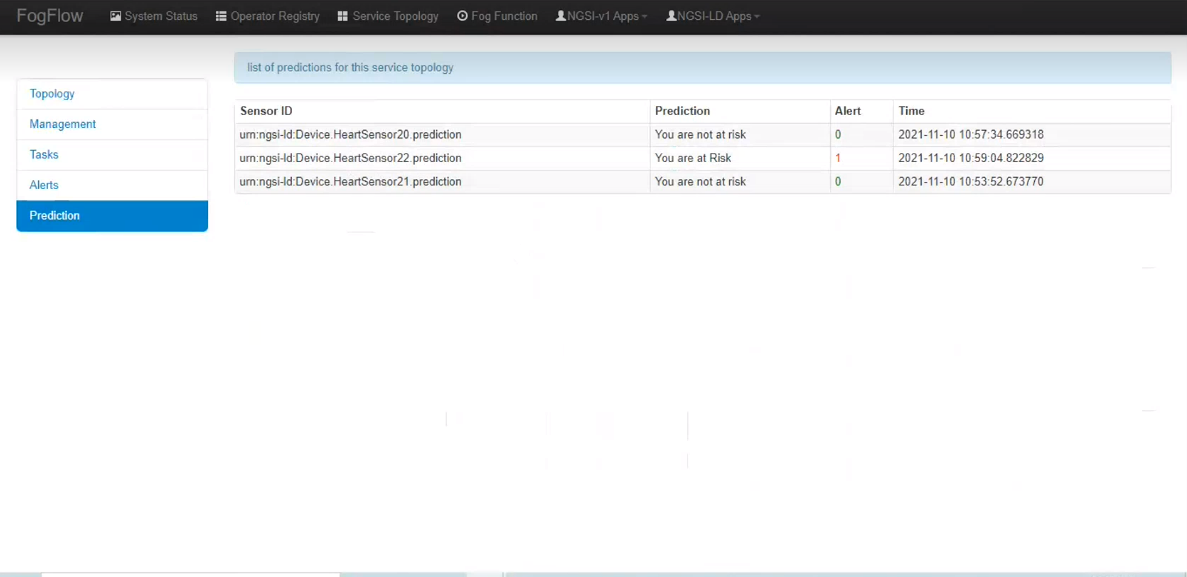 FogFlow System Status Operator Registry Service Topology Fog Function NGSI-v1 Apps NGSI-LD Apps
list of predictions for this service topology
Topology
Management
Tasks
Alerts
Prediction
Sensor ID Prediction Alert Time
urn:ngsi-ld:Device.HeartSensor20.prediction You are not at risk 0 2021-11-10 10:57:34.669318
urn:ngsi-ld:Device.HeartSensor22.prediction You are at Risk 1 2021-11-10 10:59:04.822829
urn:ngsi-ld:Device.HeartSensor21.prediction You are not at risk 0 2021-11-10 10:53:52.673770